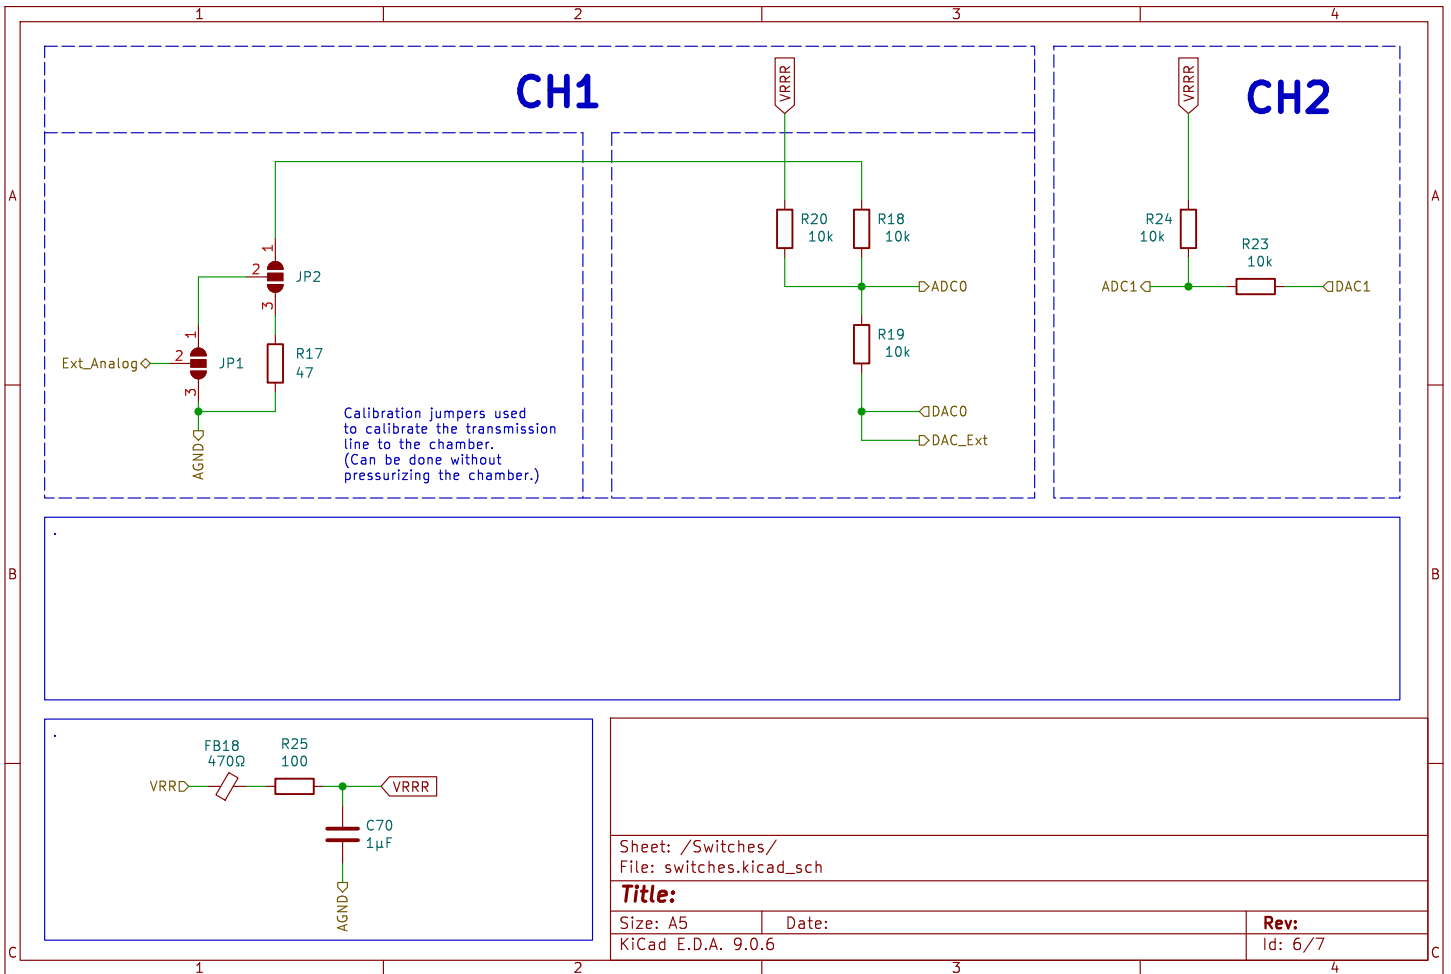 1
2
3
4
CH1
VRRR
VRRR
CH2
A
A
R20
10k
R18
10k
R24
10k
R23
10k
1
2
JP2
3
ADC0
ADC1
DAC1
1
Ext_Analog
2
JP1
3
R17
47
R19
10k
Calibration jumpers used
to calibrate the transmission
line to the chamber.
(Can be done without
pressurizing the chamber.)
DAC0
DAC_Ext
AGND
.
B
B
.
FB18
470Ω
R25
100
VRR
VRRR
C70
1µF
AGND
Sheet: /Switches/
File: switches.kicad_sch
Title:
Size: A5
Date:
Rev:
KiCad E.D.A. 9.0.6
Id: 6/7
C
C
1
2
3
4